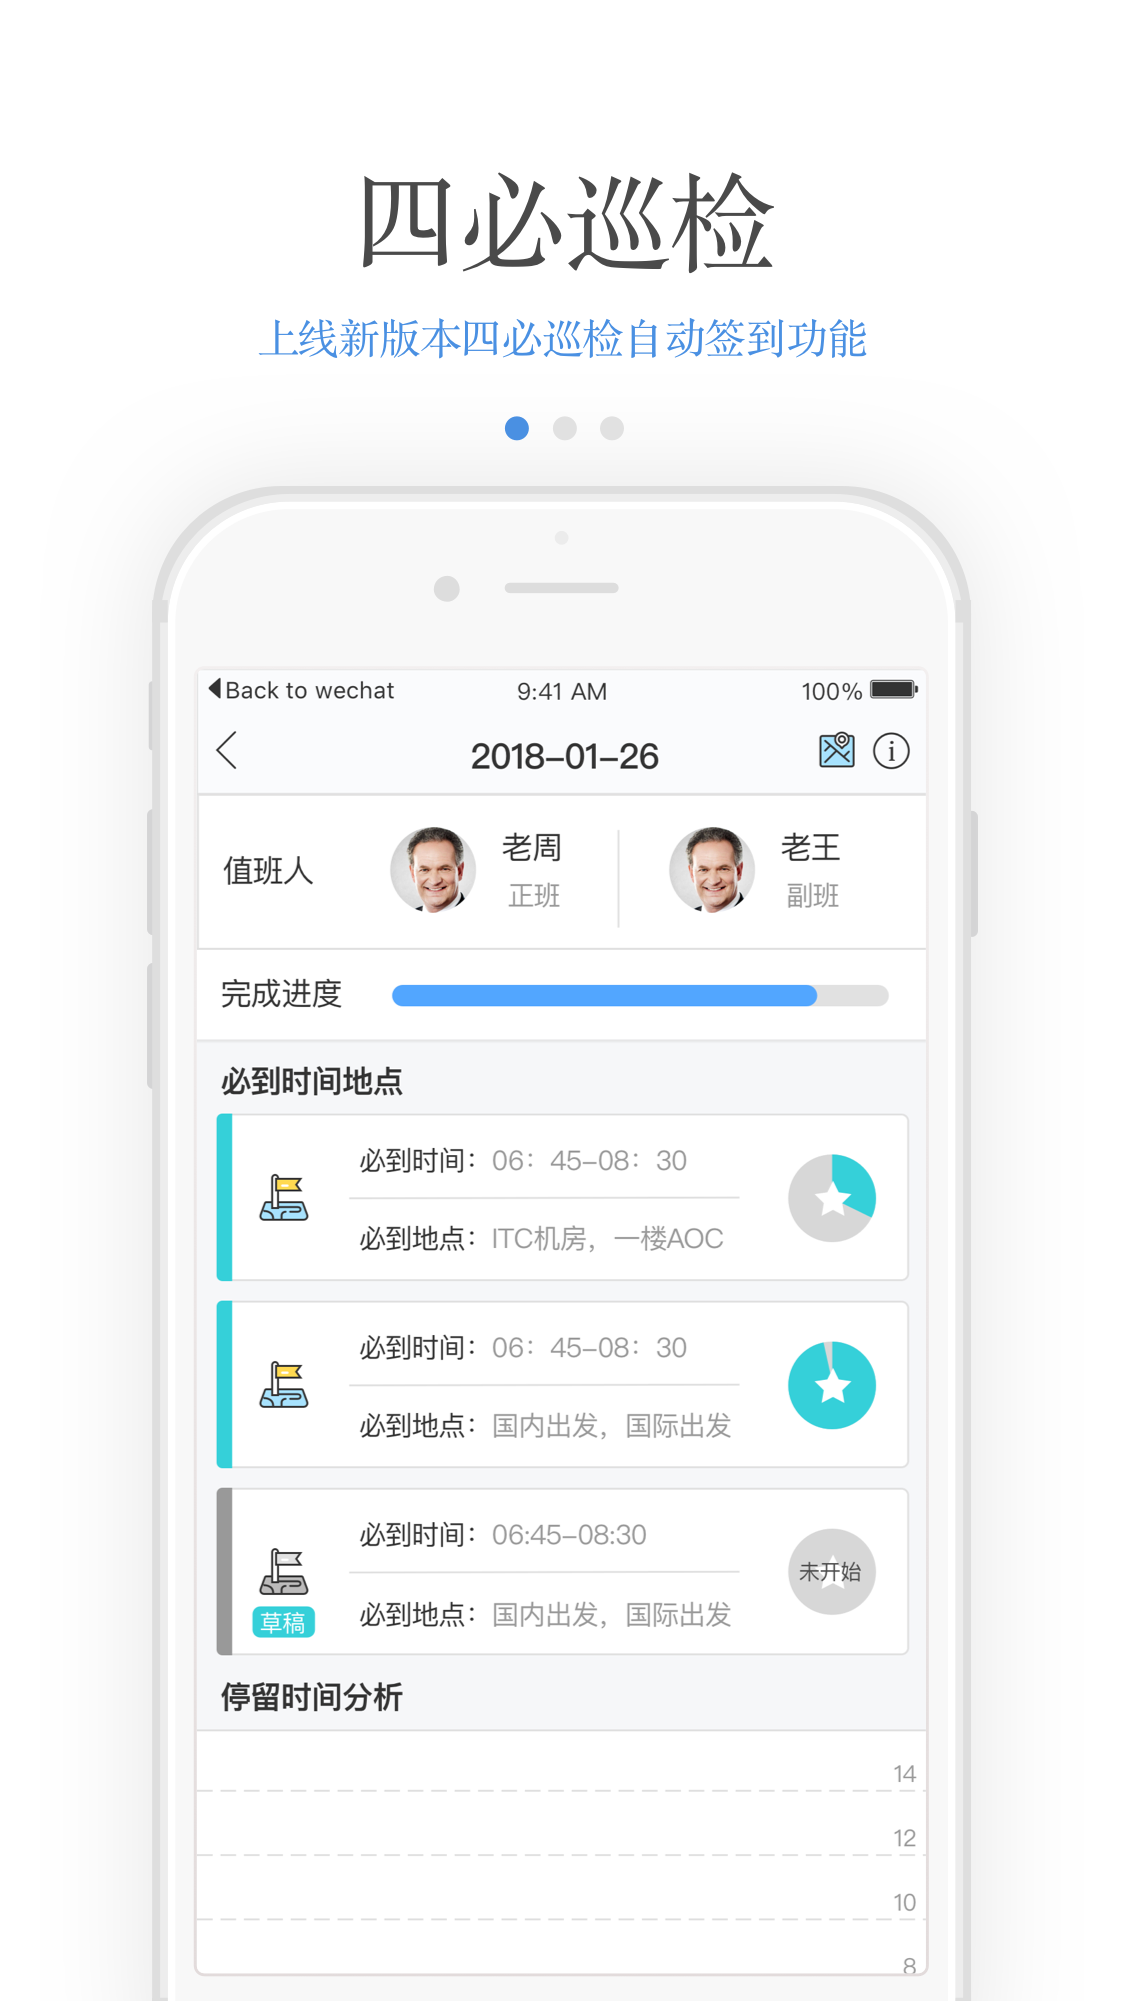 四必巡检
上线新版本四必巡检自动签到功能
Back to wechat 9:41 AM 100%
2018-01-26
值班人 老周 正班 老王 副班
完成进度
必到时间地点
必到时间：06：45-08：30
必到地点：ITC机房，一楼AOC
必到时间：06：45-08：30
必到地点：国内出发，国际出发
必到时间：06:45-08:30
未开始
草稿
必到地点：国内出发，国际出发
停留时间分析
14
12
10
8